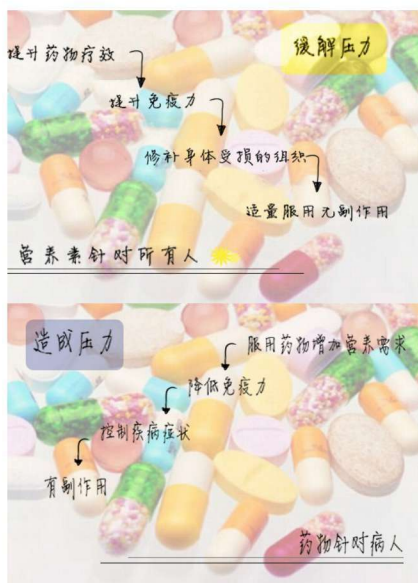 缓解压力
提升药物疗效
提升免疫力
修补身体受损的组织
适量服用无副作用
营养素针对所有人
造成压力
服用药物增加营养需求
降低免疫力
控制疾病症状
有副作用
药物针对病人